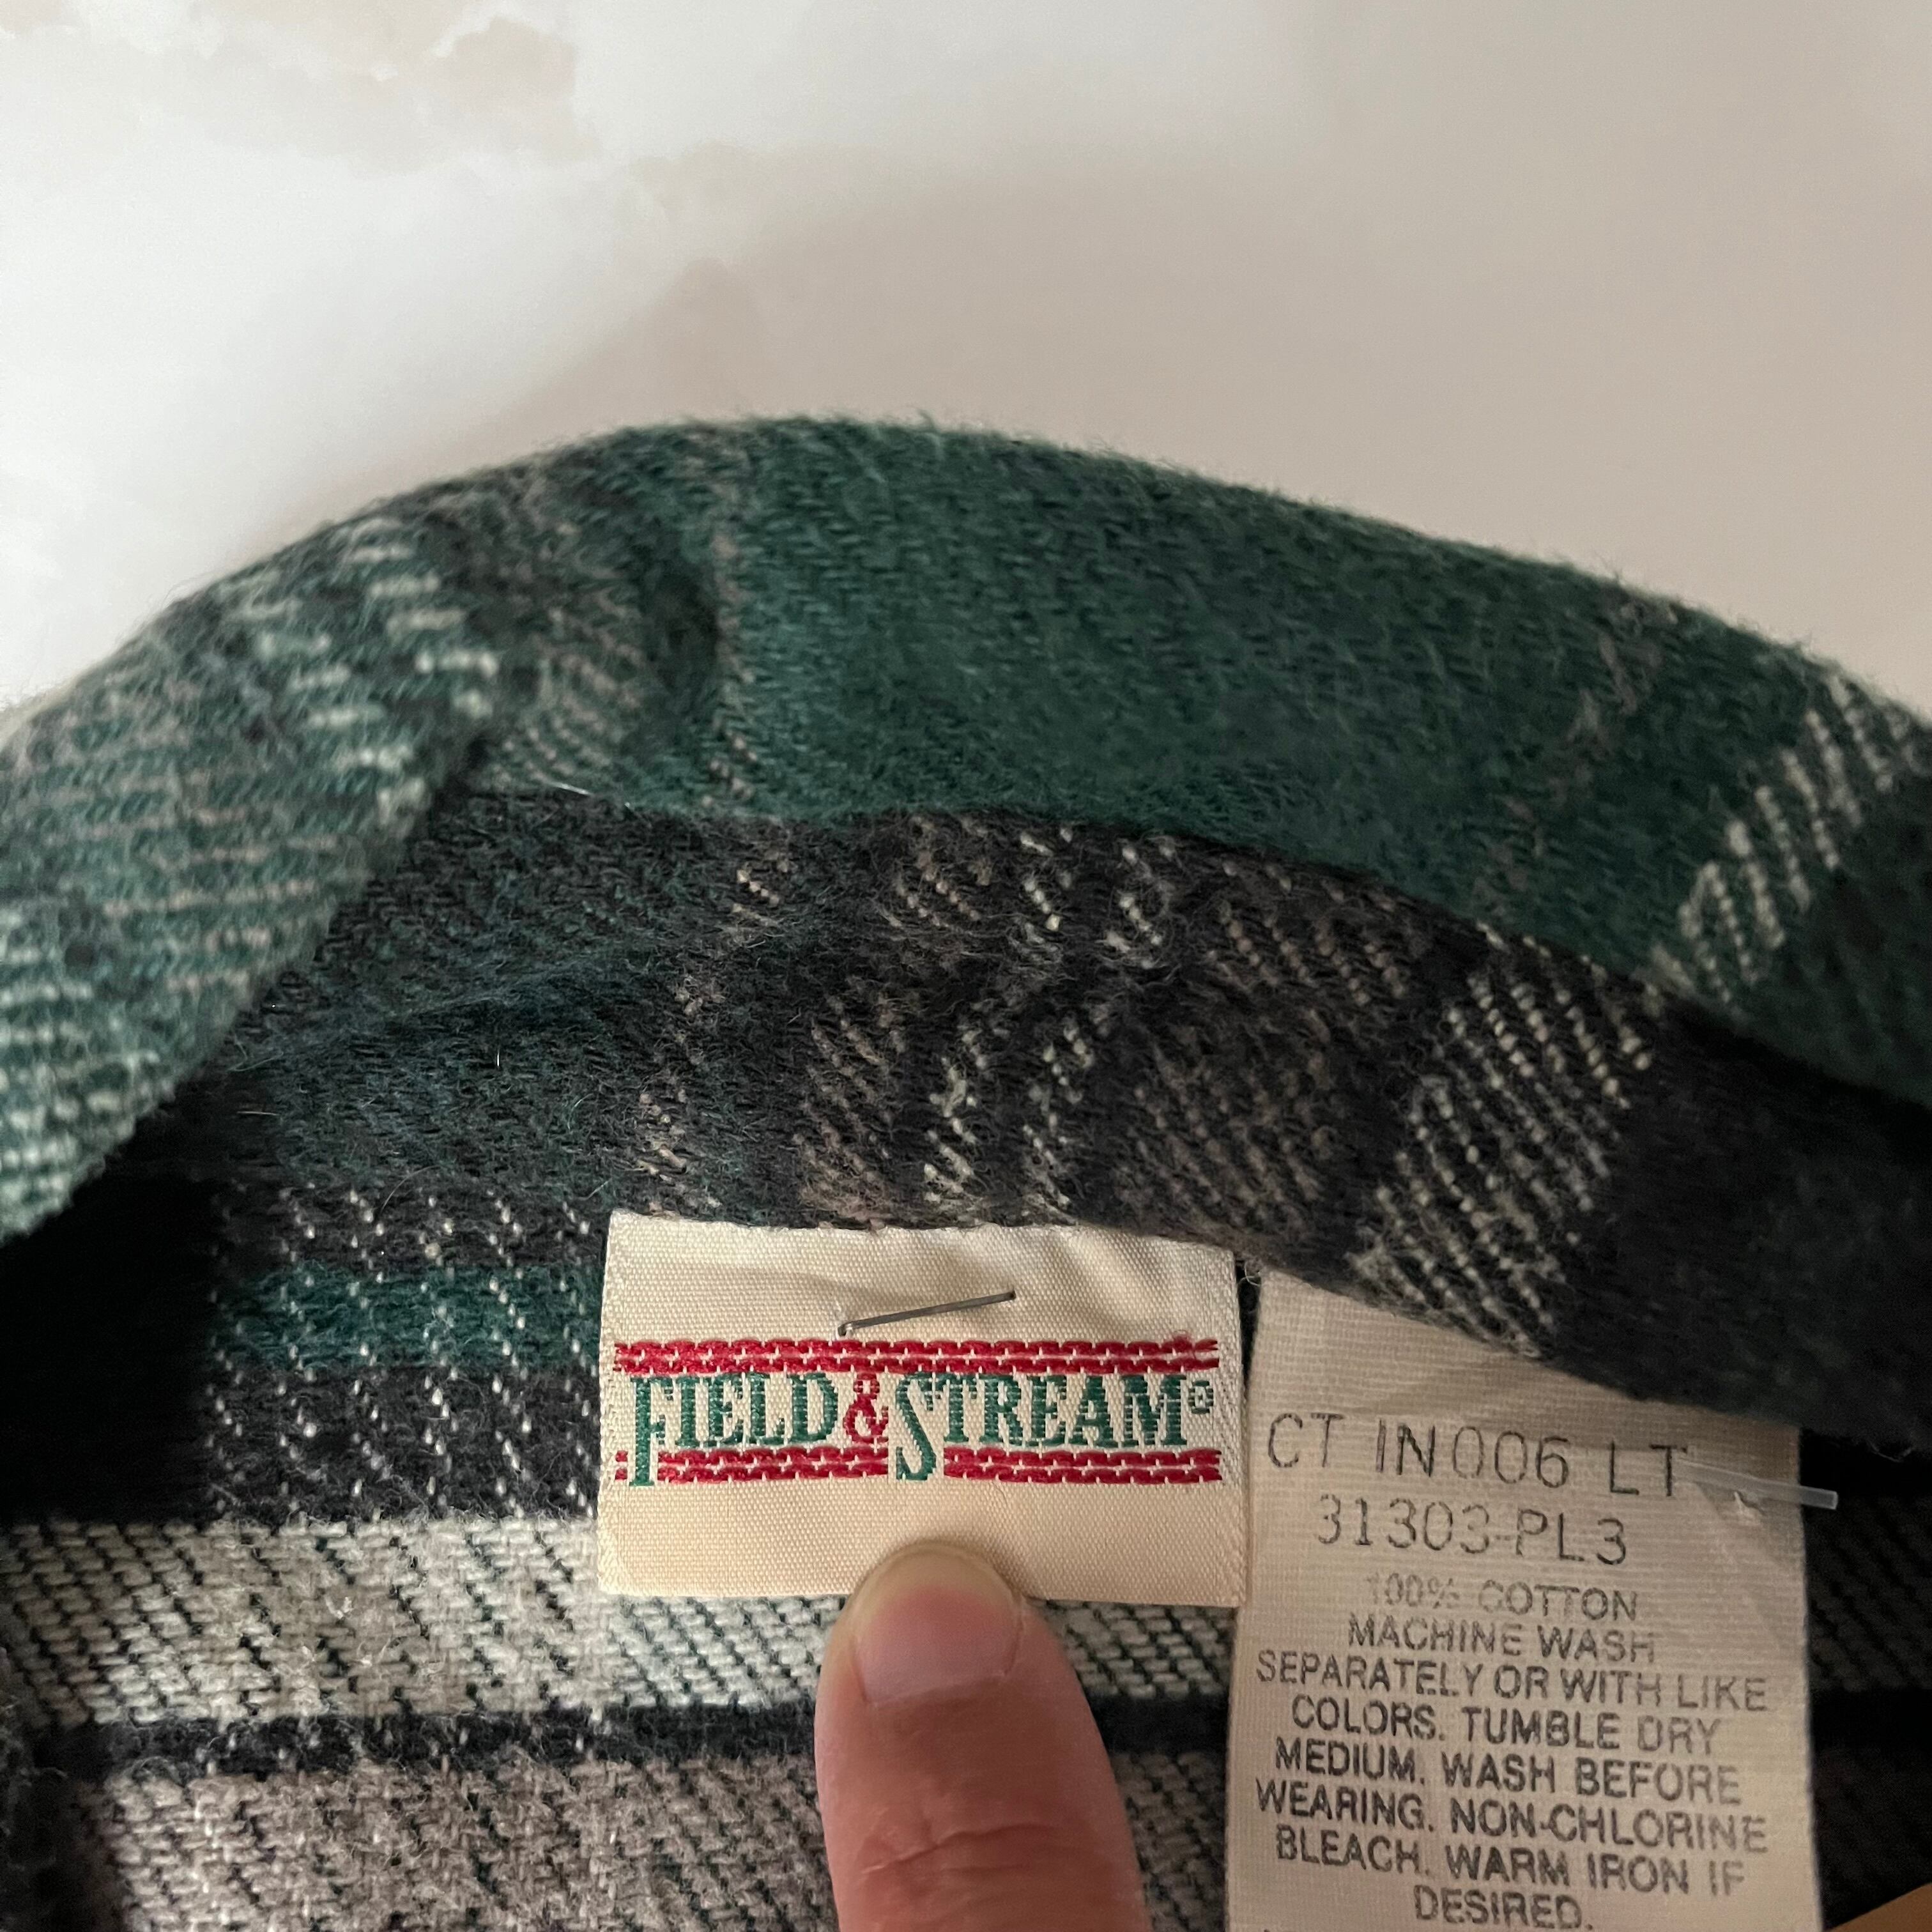 FIELD & STREAM®
CT IN006 LT
31303-PL3
100% COTTON
MACHINE WASH
SEPARATELY OR WITH LIKE
COLORS. TUMBLE DRY
MEDIUM. WASH BEFORE
WEARING. NON-CHLORINE
BLEACH. WARM IRON IF
DESIRED.